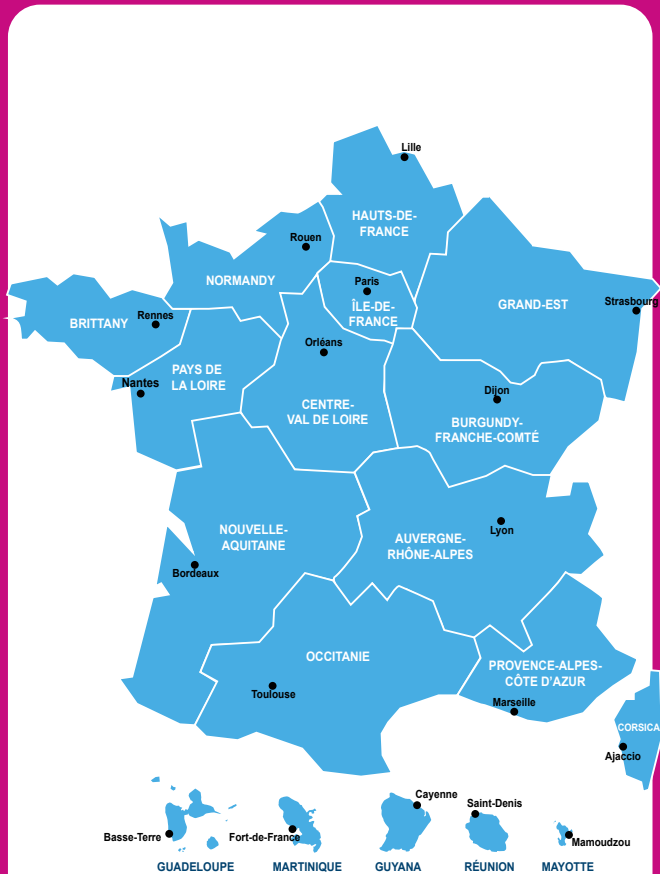 Lille
HAUTS-DE-
FRANCE
Rouen
NORMANDY
Paris
ÎLE-DE-
FRANCE
GRAND-EST
Strasbourg
BRITTANY
Rennes
Orléans
PAYS DE
LA LOIRE
Nantes
CENTRE-
VAL DE LOIRE
Dijon
BURGUNDY-
FRANCHE-COMTÉ
NOUVELLE-
AQUITAINE
Bordeaux
AUVERGNE-
RHÔNE-ALPES
Lyon
OCCITANIE
Toulouse
PROVENCE-ALPES-
CÔTE D'AZUR
Marseille
CORSICA
Ajaccio
Basse-Terre
GUADELOUPE
Fort-de-France
MARTINIQUE
Cayenne
GUYANA
Saint-Denis
RÉUNION
Mamoudzou
MAYOTTE